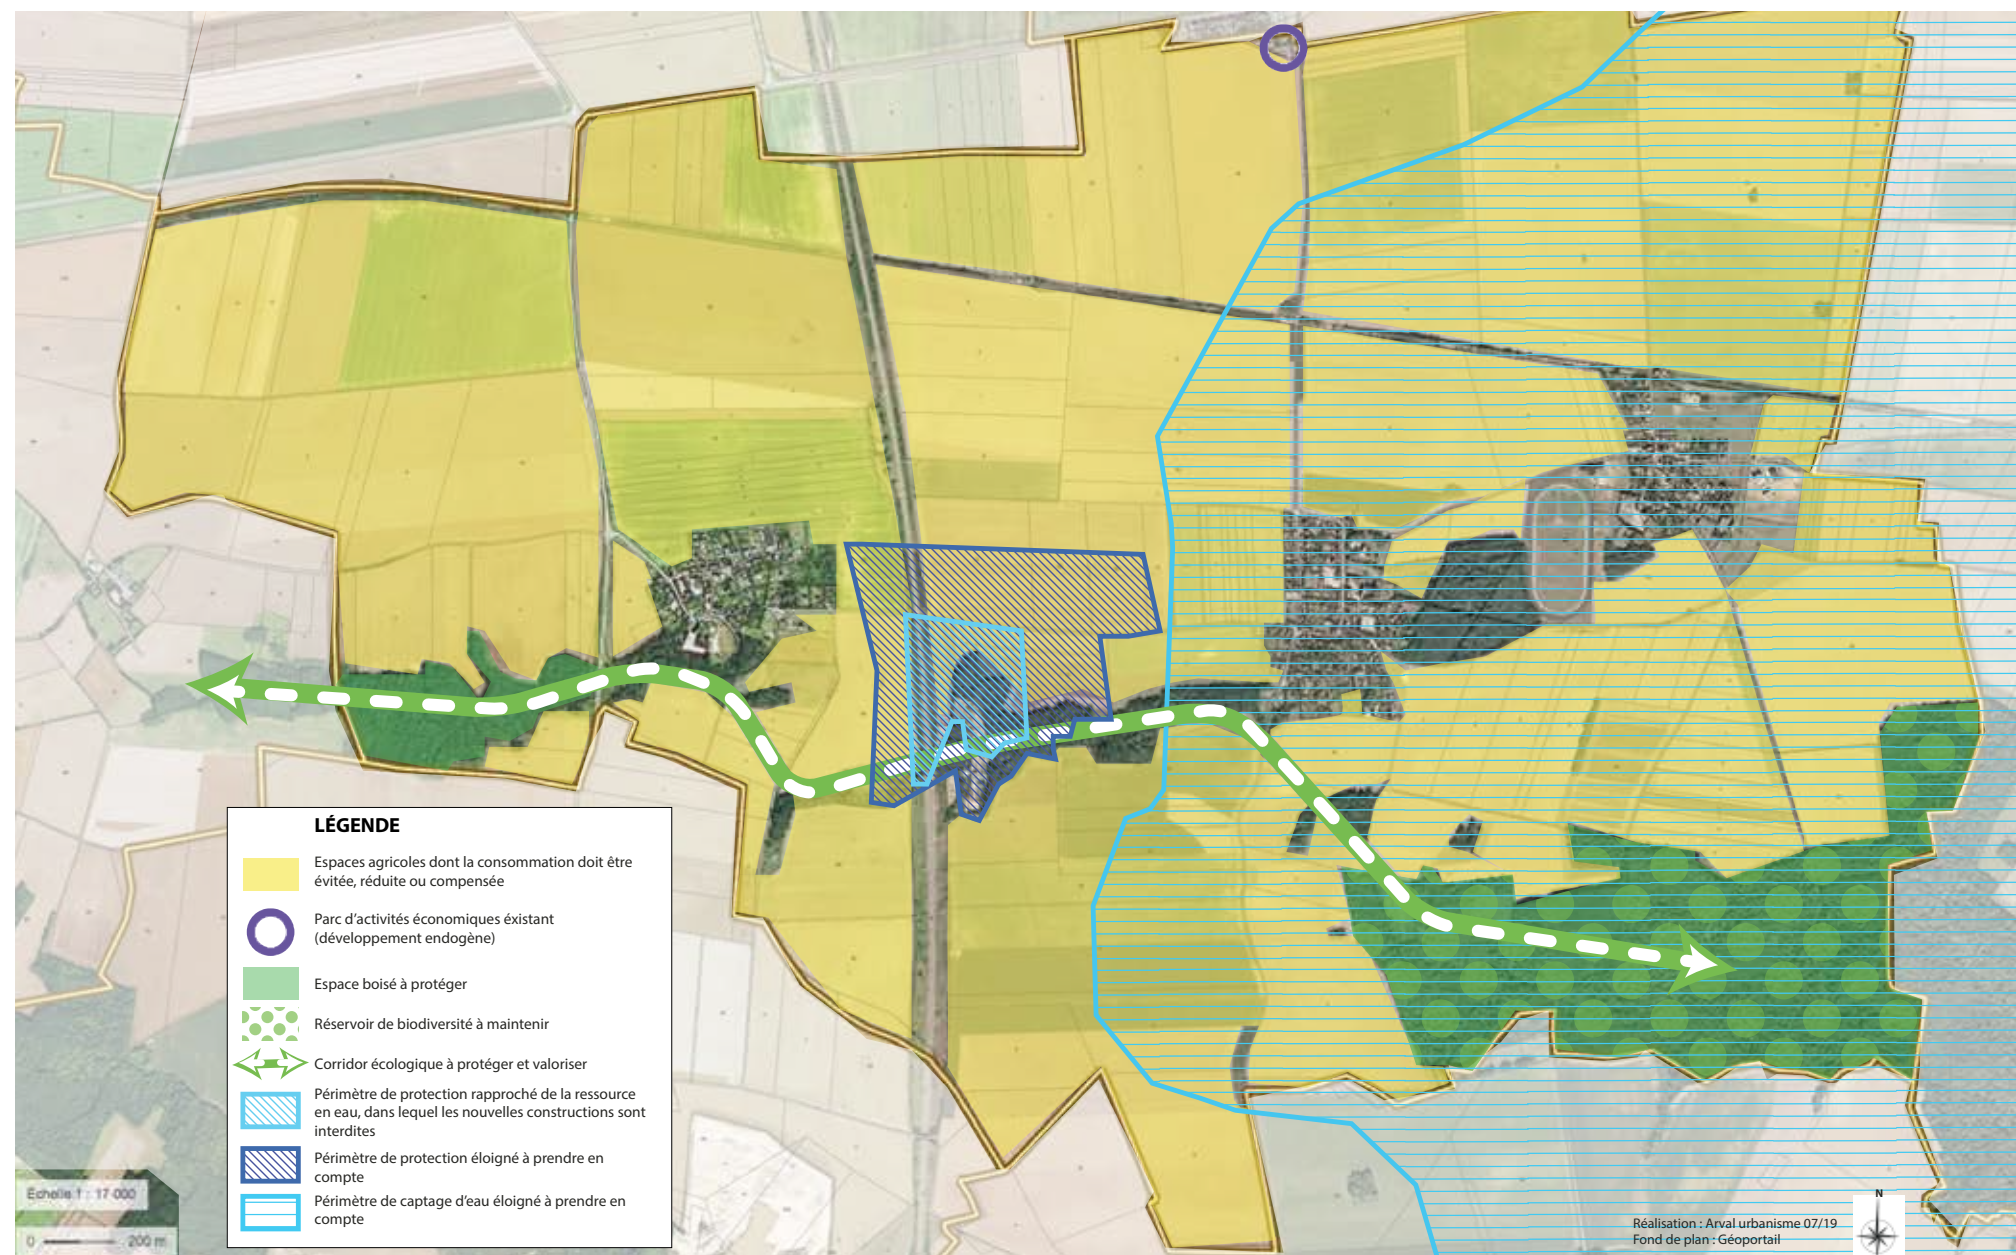 LÉGENDE
Espaces agricoles dont la consommation doit être
évitée, réduite ou compensée
Parc d'activités économiques éxistant
(développement endogène)
Espace boisé à protéger
Réservoir de biodiversité à maintenir
Corridor écologique à protéger et valoriser
Périmètre de protection rapproché de la ressource
en eau, dans lequel les nouvelles constructions sont
interdites
Périmètre de protection éloigné à prendre en
compte
Périmètre de captage d'eau éloigné à prendre en
compte
Echelle 1 : 17 000
0 200 m
N
Réalisation : Arval urbanisme 07/19
Fond de plan : Géoportail